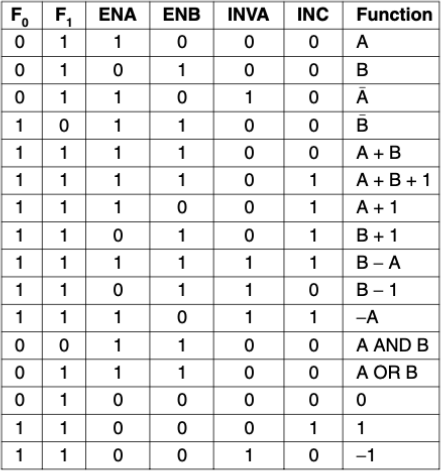 F0 F1 ENA ENB INVA INC Function
0 1 1 0 0 0 A
0 1 0 1 0 0 B
0 1 1 0 1 0 Ā
1 0 1 1 0 0 B̄
1 1 1 1 0 0 A + B
1 1 1 1 0 1 A + B + 1
1 1 1 0 0 1 A + 1
1 1 0 1 0 1 B + 1
1 1 1 1 1 1 B − A
1 1 0 1 1 0 B − 1
1 1 1 0 1 1 −A
0 0 1 1 0 0 A AND B
0 1 1 1 0 0 A OR B
0 1 0 0 0 0 0
1 1 0 0 0 1 1
1 1 0 0 1 0 −1